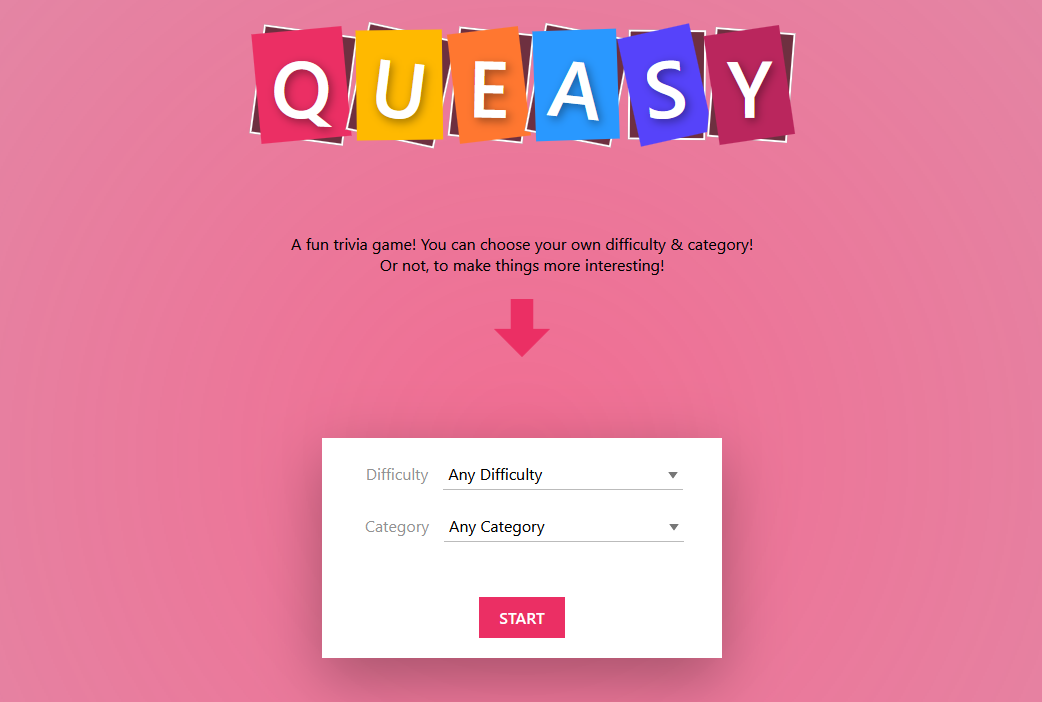 QUEASY
A fun trivia game! You can choose your own difficulty & category!
Or not, to make things more interesting!
Difficulty Any Difficulty
Category Any Category
START